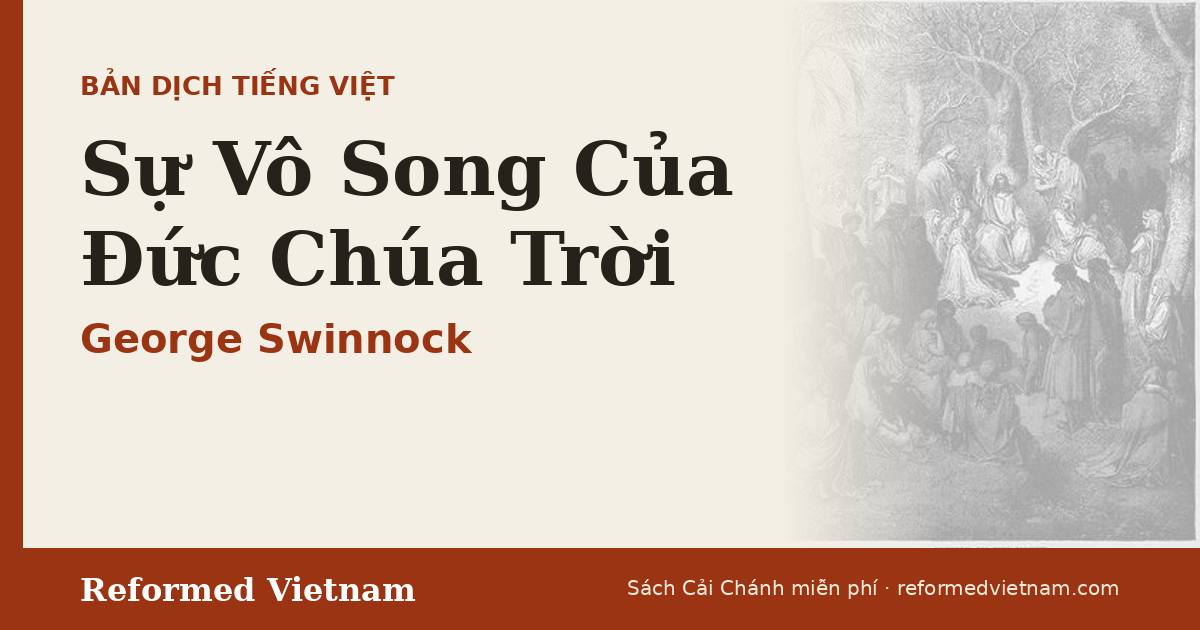 BẢN DỊCH TIẾNG VIỆT
Sự Vô Song Của
Đức Chúa Trời
George Swinnock
Reformed Vietnam
Sách Cải Chánh miễn phí · reformedvietnam.com